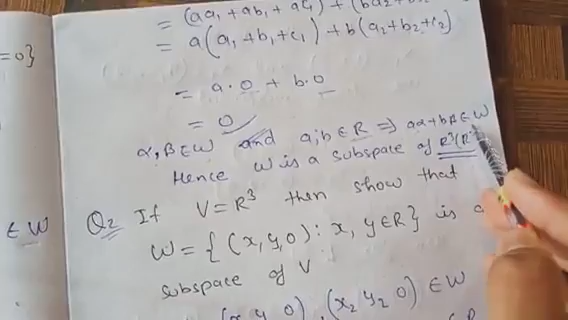 = (aa₁ + ab₁ + ac₁) + (ba₂+b
= a(a₁+b₁+c₁) + b(a₂+b₂+c₂)
=0}
= a·0 + b·0
= 0
α,β∈W and a,b ∈ R ⇒ aα+bβ∈W
Hence W is a subspace of R³(R)
∈ W
Q₂ If V=R³ then show that
W = { (x,y,0) : x, y∈R } is a
subspace of V
(x₂ y₂ 0) ∈ W